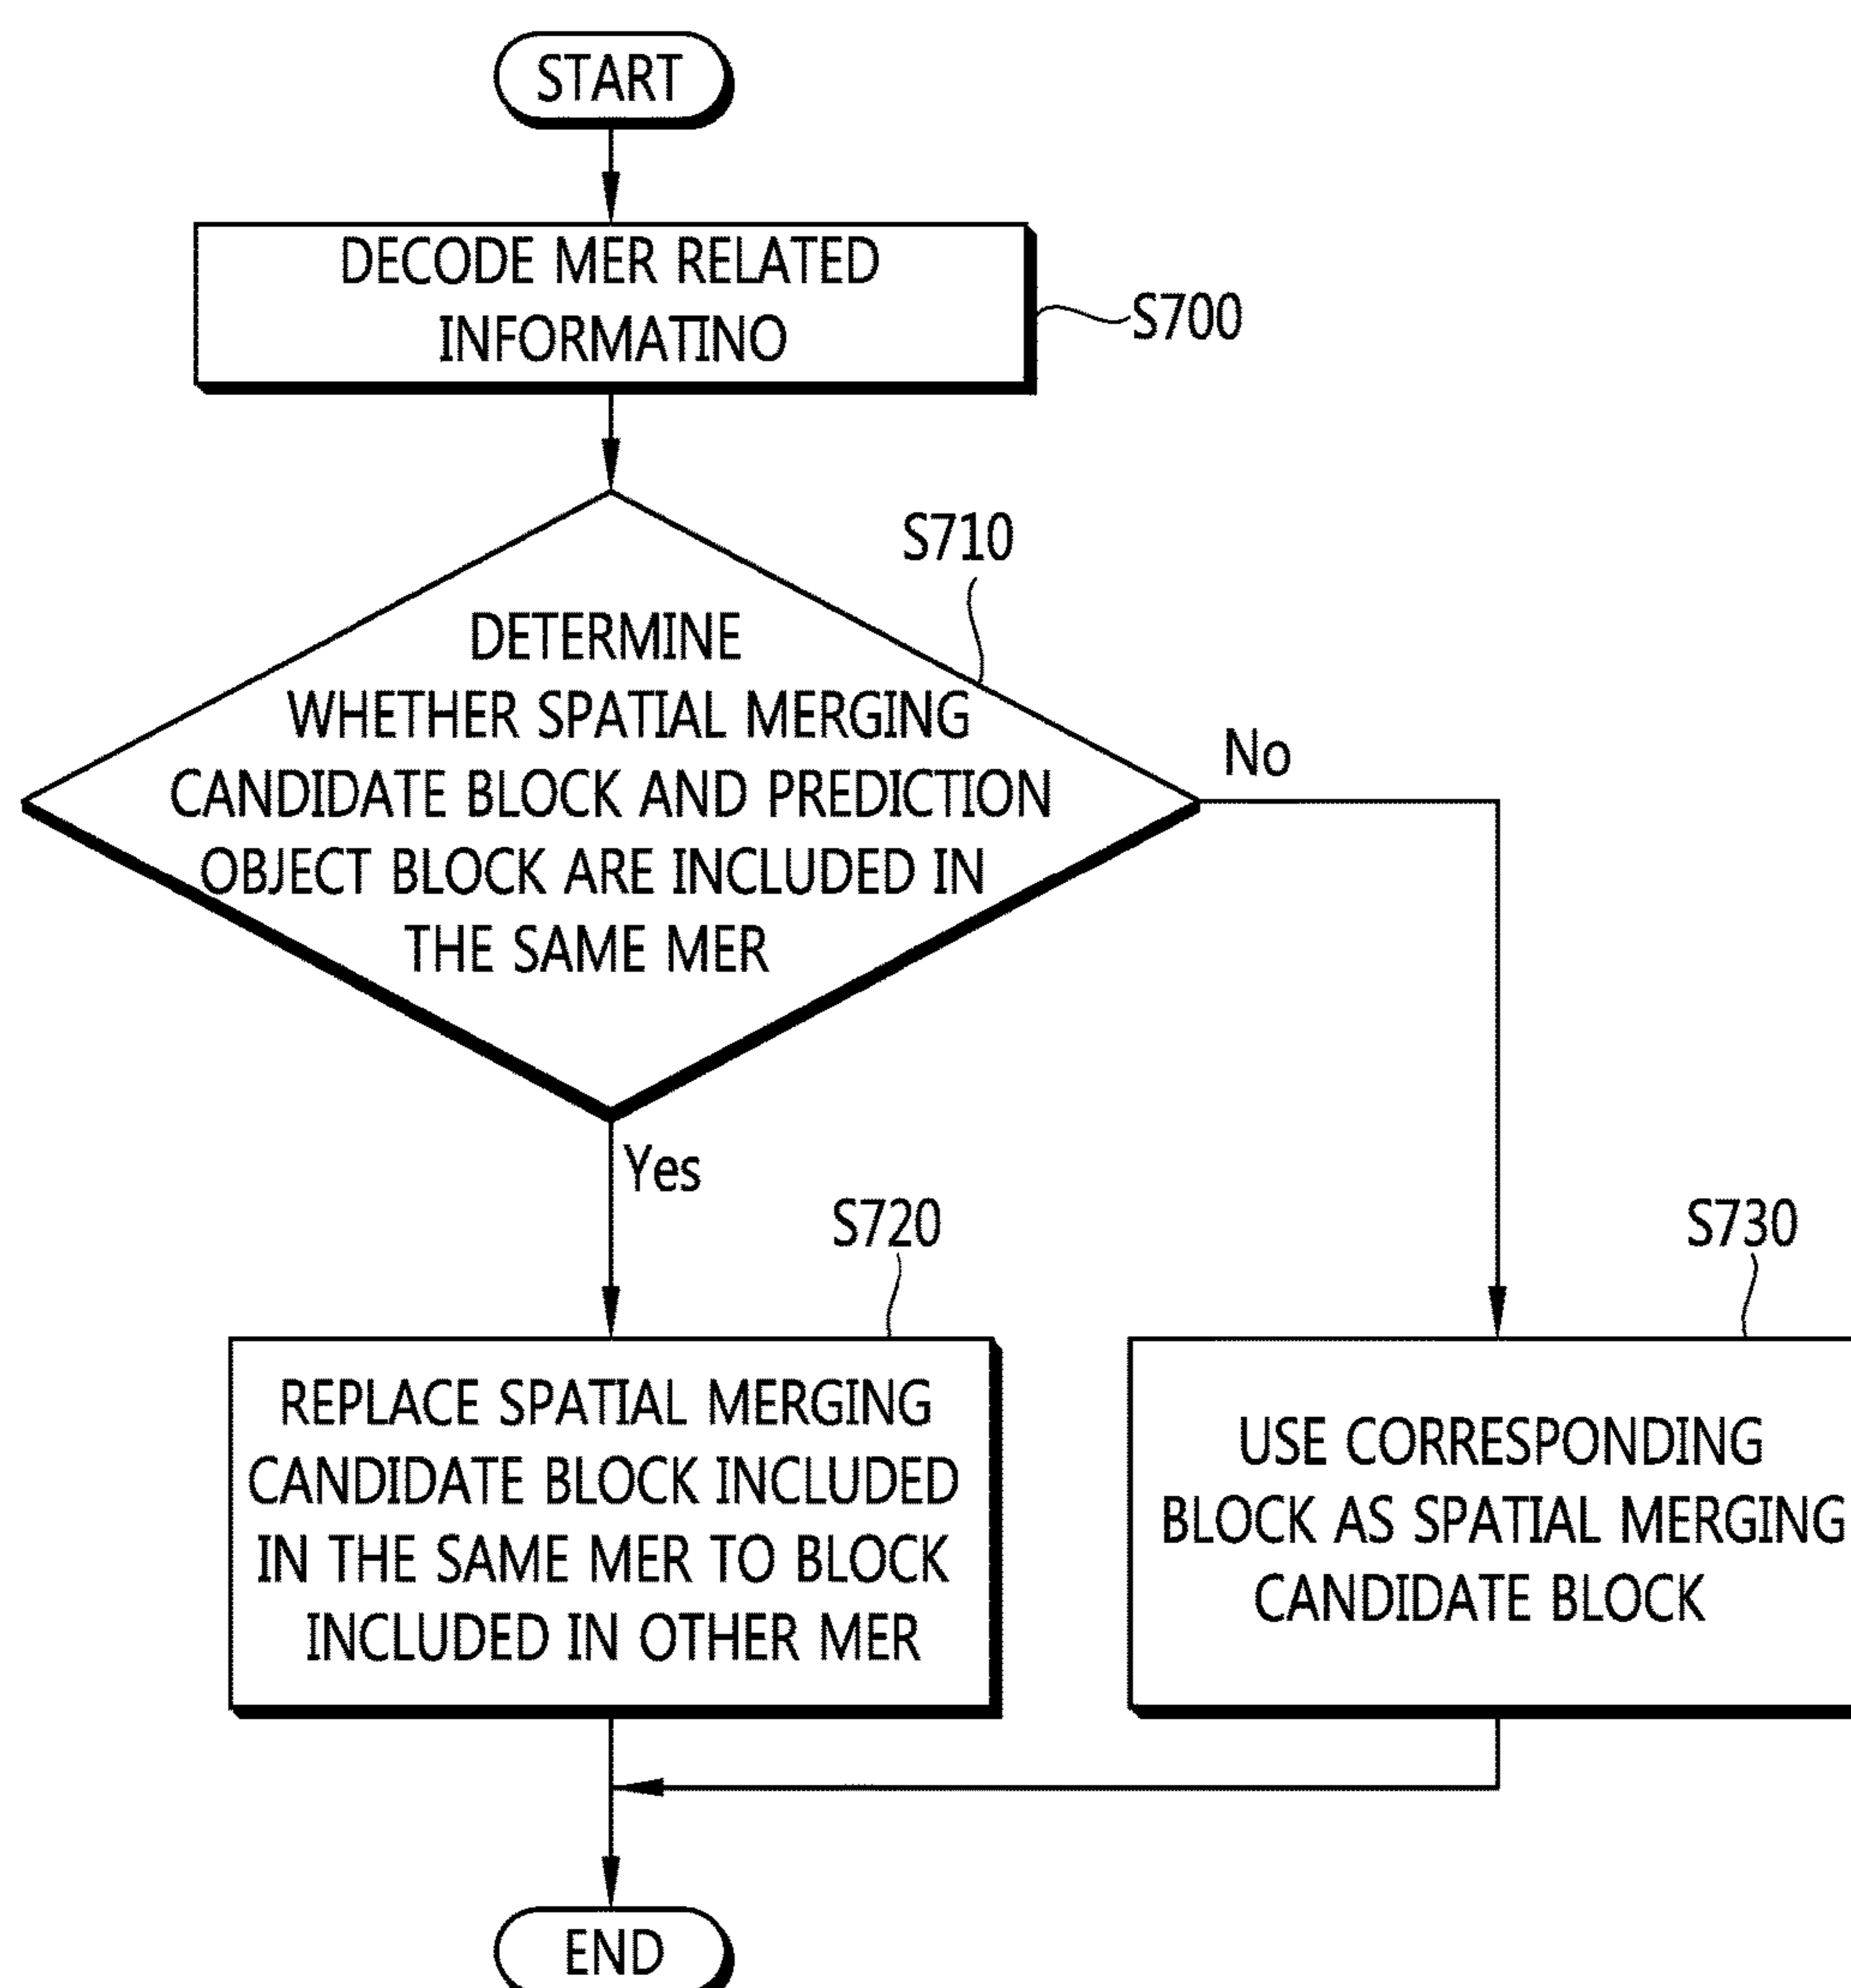 START
DECODE MER RELATED
INFORMATINO
S700
S710
DETERMINE
WHETHER SPATIAL MERGING
CANDIDATE BLOCK AND PREDICTION
OBJECT BLOCK ARE INCLUDED IN
THE SAME MER
No
Yes
S720
REPLACE SPATIAL MERGING
CANDIDATE BLOCK INCLUDED
IN THE SAME MER TO BLOCK
INCLUDED IN OTHER MER
S730
USE CORRESPONDING
BLOCK AS SPATIAL MERGING
CANDIDATE BLOCK
END